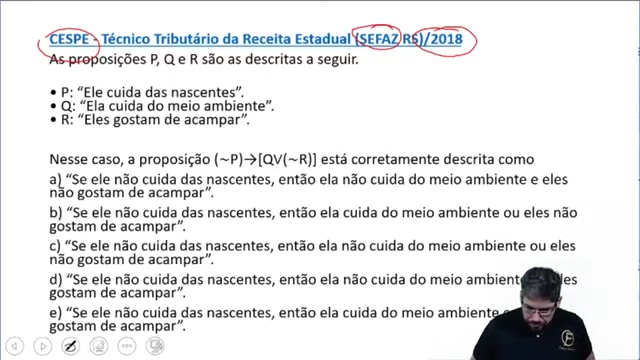 CESPE - Técnico Tributário da Receita Estadual (SEFAZ RS)/2018
As proposições P, Q e R são as descritas a seguir.
• P: “Ele cuida das nascentes”.
• Q: “Ela cuida do meio ambiente”.
• R: “Eles gostam de acampar”.
Nesse caso, a proposição (~P)→[QV(~R)] está corretamente descrita como
a) “Se ele não cuida das nascentes, então ela não cuida do meio ambiente e eles
não gostam de acampar”.
b) “Se ele não cuida das nascentes, então ela cuida do meio ambiente ou eles não
gostam de acampar”.
c) “Se ele não cuida das nascentes, então ela não cuida do meio ambiente ou eles
não gostam de acampar”.
d) “Se ele não cuida das nascentes, então ela não cuida do meio ambiente
gostam de acampar”.
e) “Se ele não cuida das nascentes, então ela cuida do meio ambiente
gostam de acampar”.